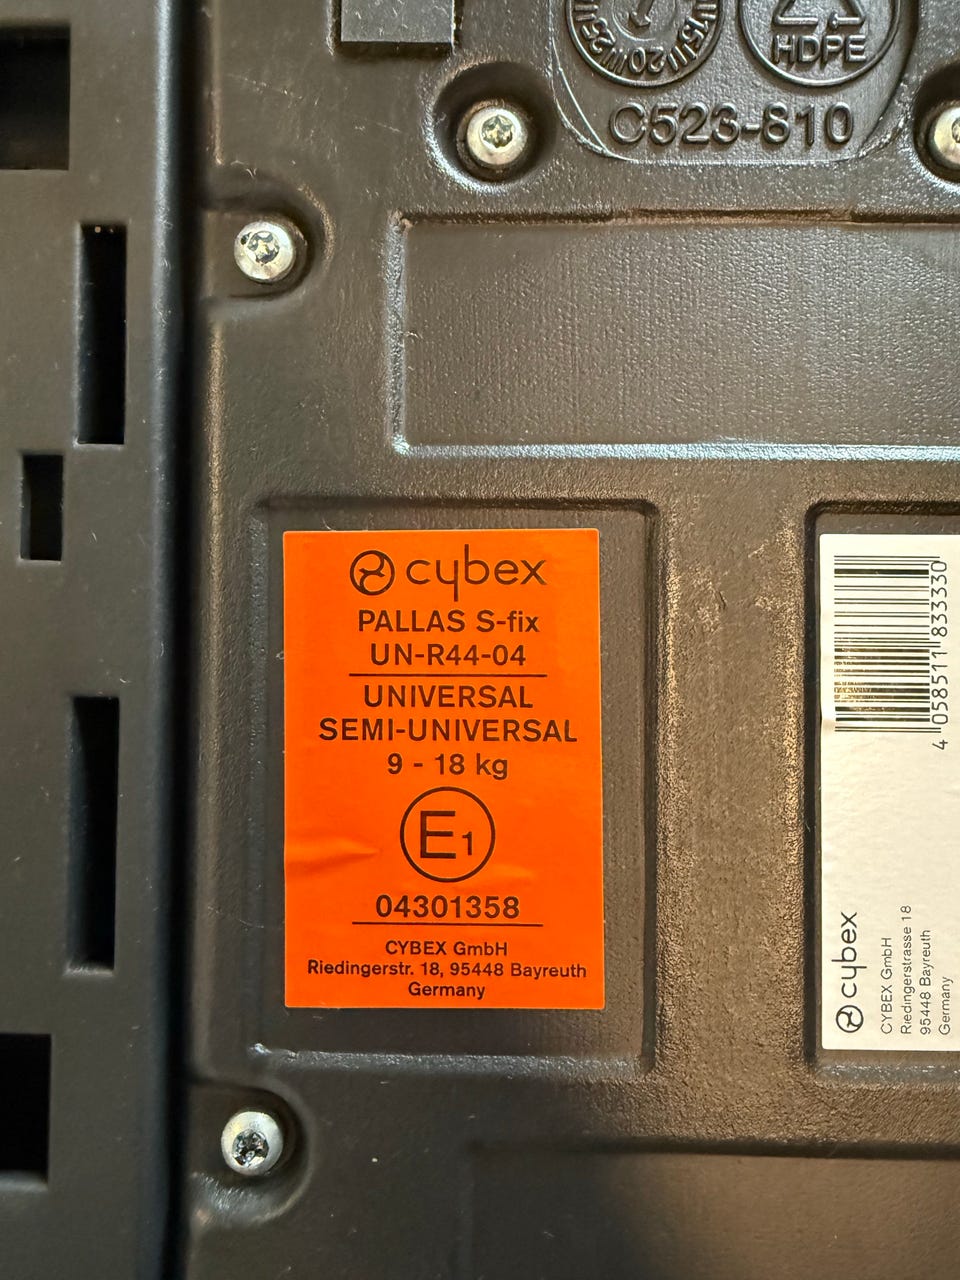 HDPE
C523-810
cybex
PALLAS S-fix
UN-R44-04
UNIVERSAL
SEMI-UNIVERSAL
9 - 18 kg
E1
04301358
CYBEX GmbH
Riedingerstr. 18, 95448 Bayreuth
Germany
4 058511 833330
cybex
CYBEX GmbH
Riedingerstrasse 18
95448 Bayreuth
Germany